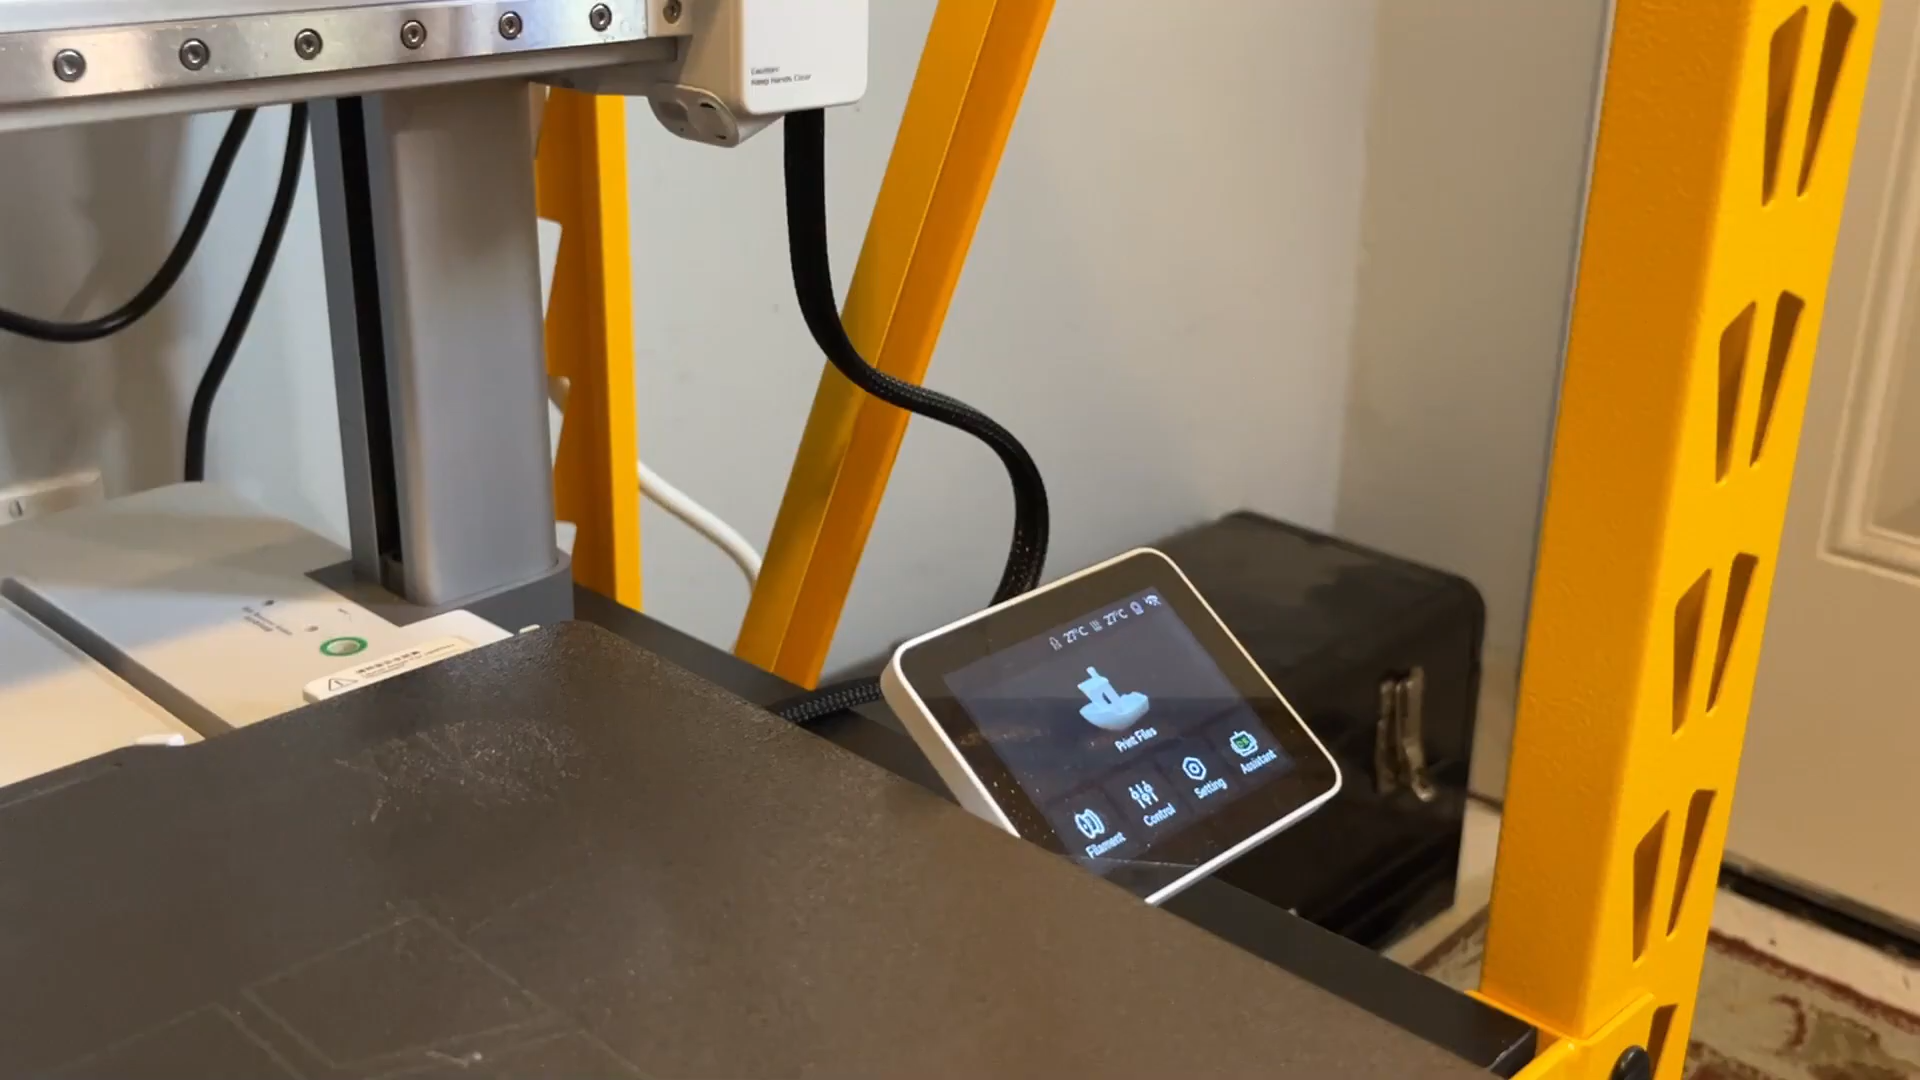 Caution:
Keep Hands Clear
27°C 27°C
Print Files
Filament
Control
Setting
Assistant